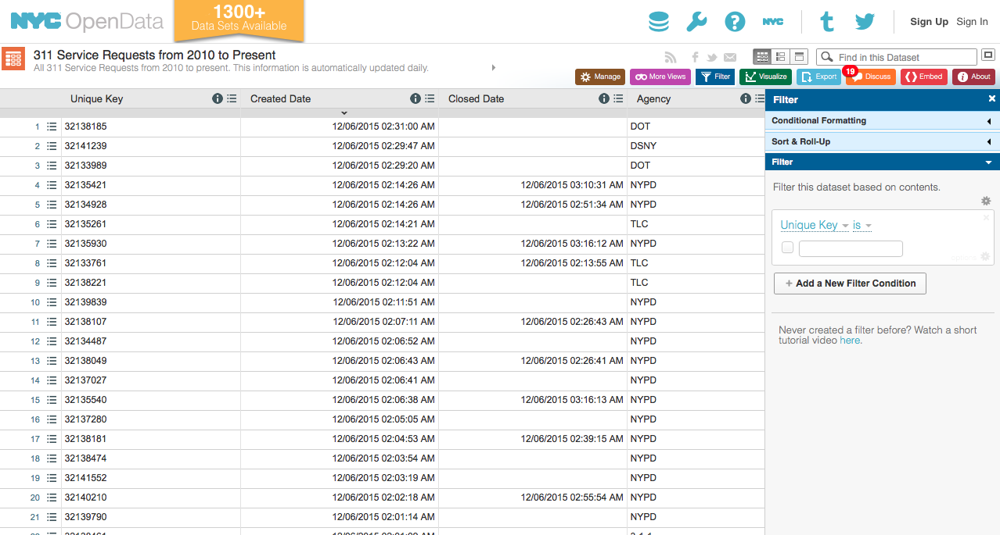 NYC OpenData
1300+
Data Sets Available
NYC
Sign Up Sign In
311 Service Requests from 2010 to Present
All 311 Service Requests from 2010 to present. This information is automatically updated daily.
Find in this Dataset
Manage More Views Filter Visualize Export 19 Discuss Embed About
Unique Key Created Date Closed Date Agency
1 32138185 12/06/2015 02:31:00 AM DOT
2 32141239 12/06/2015 02:29:47 AM DSNY
3 32133989 12/06/2015 02:29:20 AM DOT
4 32135421 12/06/2015 02:14:26 AM 12/06/2015 03:10:31 AM NYPD
5 32134928 12/06/2015 02:14:26 AM 12/06/2015 02:51:34 AM NYPD
6 32135261 12/06/2015 02:14:21 AM TLC
7 32135930 12/06/2015 02:13:22 AM 12/06/2015 03:16:12 AM NYPD
8 32133761 12/06/2015 02:12:04 AM 12/06/2015 02:13:55 AM TLC
9 32138221 12/06/2015 02:12:04 AM TLC
10 32139839 12/06/2015 02:11:51 AM NYPD
11 32138107 12/06/2015 02:07:11 AM 12/06/2015 02:26:43 AM NYPD
12 32134487 12/06/2015 02:06:52 AM NYPD
13 32138049 12/06/2015 02:06:43 AM 12/06/2015 02:26:41 AM NYPD
14 32137027 12/06/2015 02:06:41 AM NYPD
15 32135540 12/06/2015 02:06:38 AM 12/06/2015 03:16:13 AM NYPD
16 32137280 12/06/2015 02:05:05 AM NYPD
17 32138181 12/06/2015 02:04:53 AM 12/06/2015 02:39:15 AM NYPD
18 32138474 12/06/2015 02:03:54 AM NYPD
19 32141552 12/06/2015 02:03:19 AM NYPD
20 32140210 12/06/2015 02:02:18 AM 12/06/2015 02:55:54 AM NYPD
21 32139790 12/06/2015 02:01:14 AM NYPD
Filter
Conditional Formatting
Sort & Roll-Up
Filter
Filter this dataset based on contents.
Unique Key is
options
+ Add a New Filter Condition
Never created a filter before? Watch a short
tutorial video here.